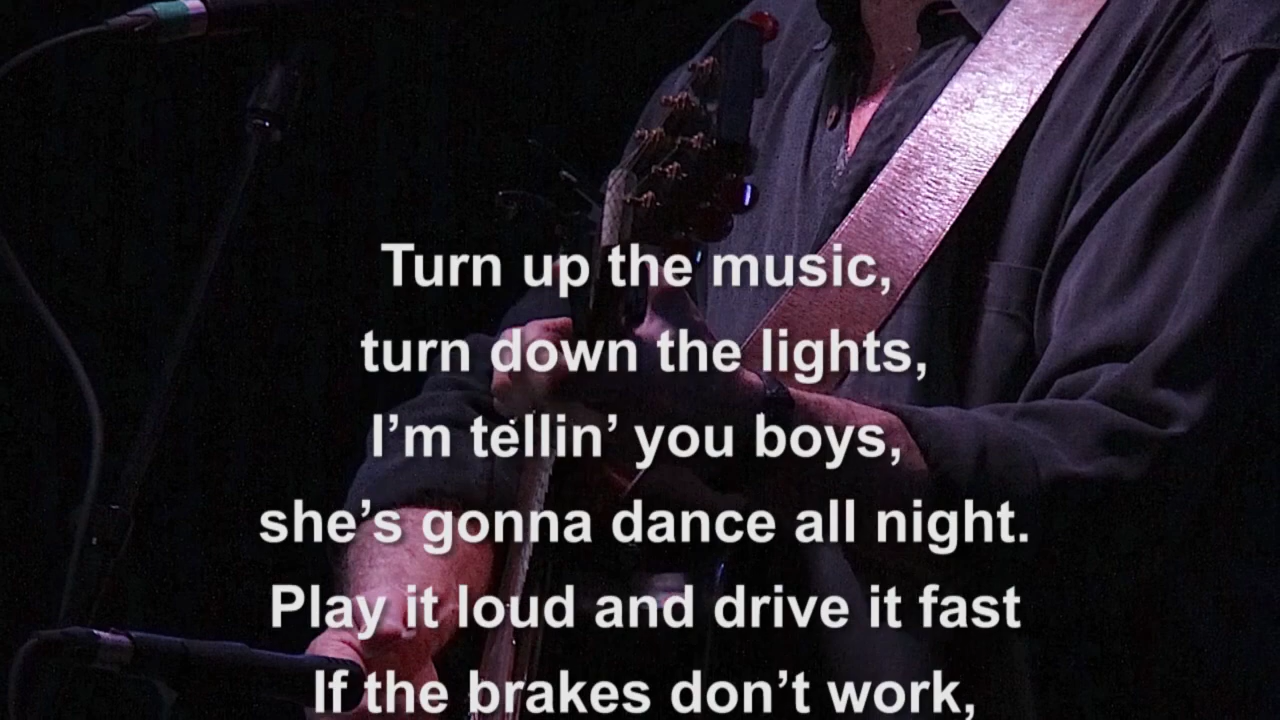 Turn up the music,
turn down the lights,
I’m tellin’ you boys,
she’s gonna dance all night.
Play it loud and drive it fast
If the brakes don’t work,